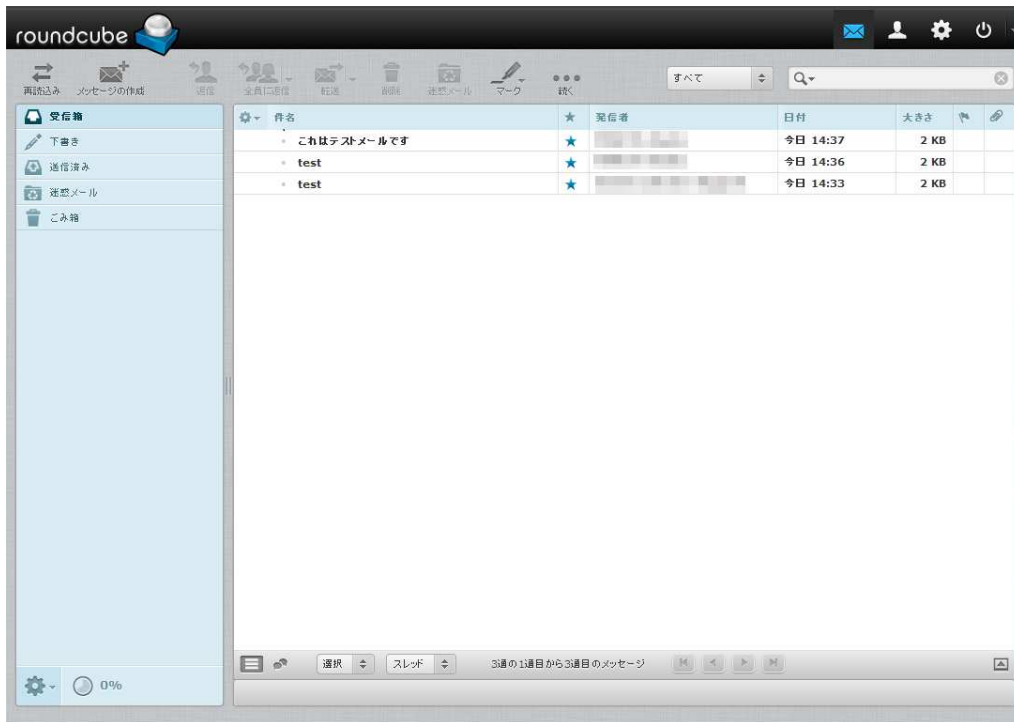 roundcube
再読込み メッセージの作成 返信 全員に返信 転送 削除 迷惑メール マーク 続く すべて
受信箱
下書き
送信済み
迷惑メール
ごみ箱
件名 発信者 日付 大きさ
これはテストメールです 今日 14:37 2 KB
test 今日 14:36 2 KB
test 今日 14:33 2 KB
選択 スレッド 3通の1通目から3通目のメッセージ
0%